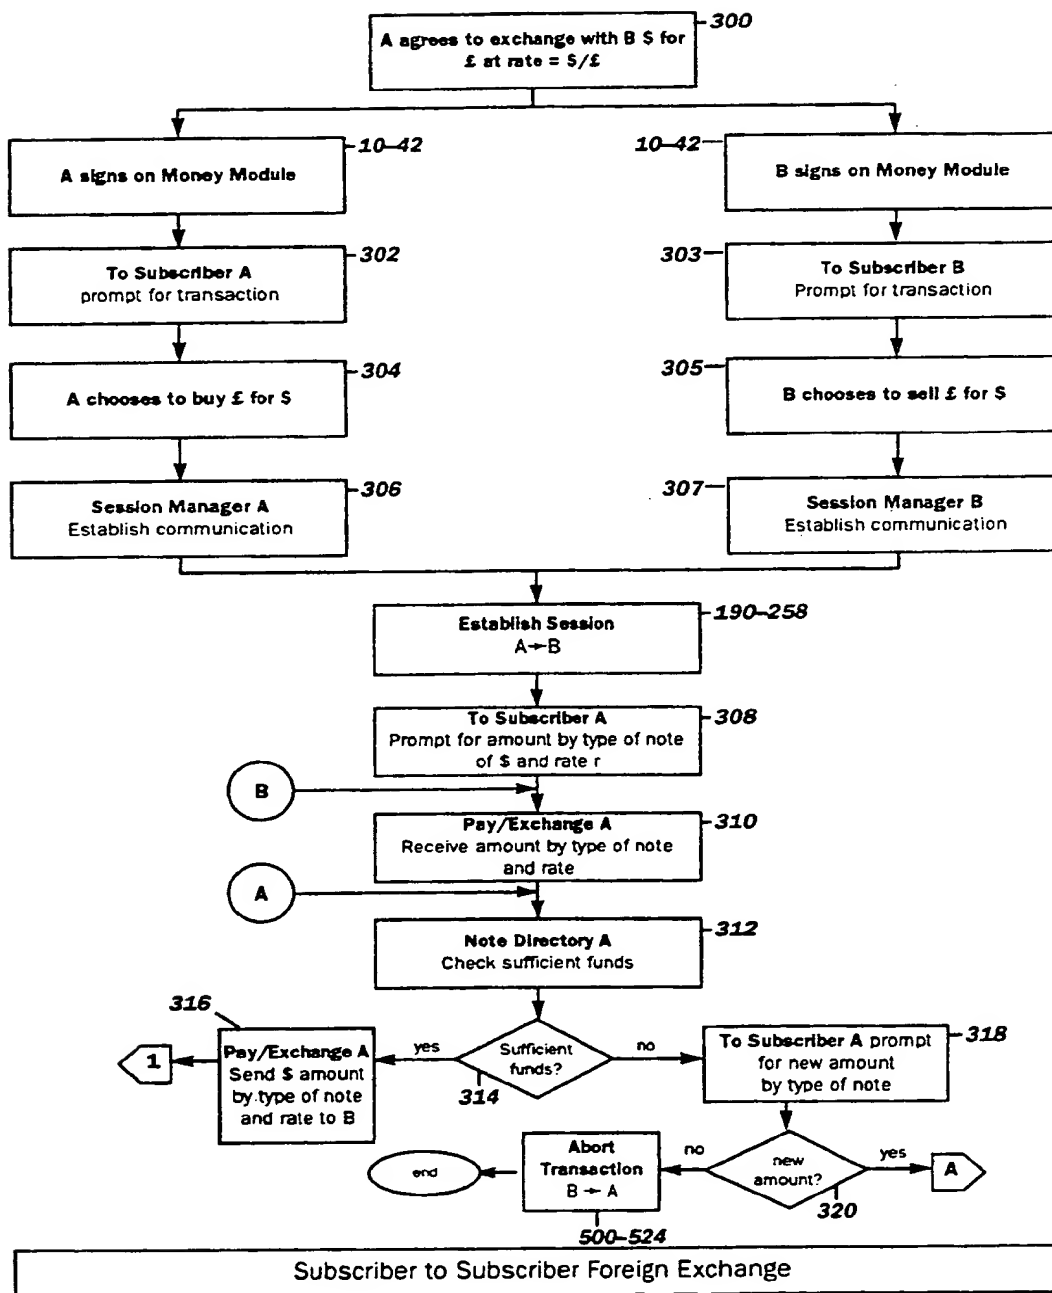 300
A agrees to exchange with B $ for
£ at rate = $/£
10–42
A signs on Money Module
10–42
B signs on Money Module
302
To Subscriber A
prompt for transaction
303
To Subscriber B
Prompt for transaction
304
A chooses to buy £ for $
305
B chooses to sell £ for $
306
Session Manager A
Establish communication
307
Session Manager B
Establish communication
190–258
Establish Session
A→B
308
To Subscriber A
Prompt for amount by type of note
of $ and rate r
B
310
Pay/Exchange A
Receive amount by type of note
and rate
A
312
Note Directory A
Check sufficient funds
316
1
Pay/Exchange A
Send $ amount
by type of note
and rate to B
yes
Sufficient
funds?
314
no
318
To Subscriber A prompt
for new amount
by type of note
end
Abort
Transaction
B → A
500–524
no
new
amount?
320
yes
A
Subscriber to Subscriber Foreign Exchange